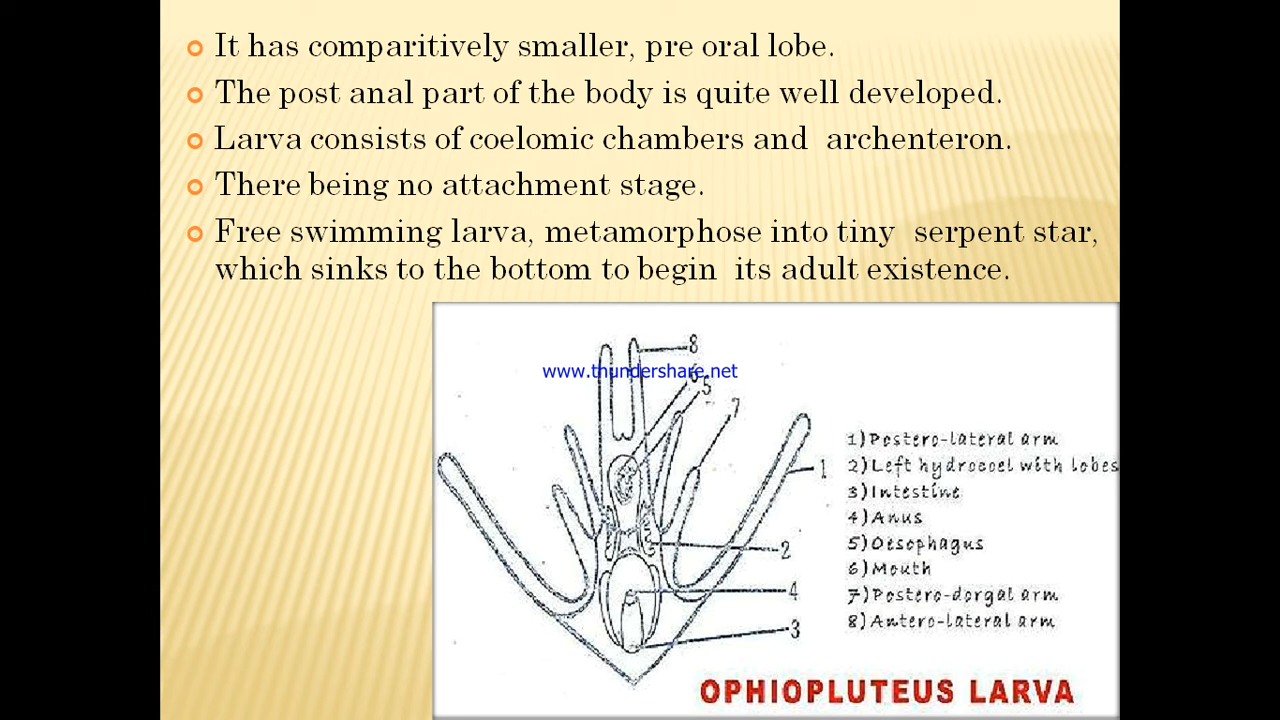 It has comparitively smaller, pre oral lobe.
The post anal part of the body is quite well developed.
Larva consists of coelomic chambers and archenteron.
There being no attachment stage.
Free swimming larva, metamorphose into tiny serpent star,
which sinks to the bottom to begin its adult existence.
8
www.thundershare.net
6
5
7
1
2
4
3
1)Postero-lateral arm
2)Left hydrocoel with lobes
3)Intestine
4)Anus
5)Oesophagus
6)Mouth
7)Postero-dorgal arm
8)Antero-lateral arm
OPHIOPLUTEUS LARVA